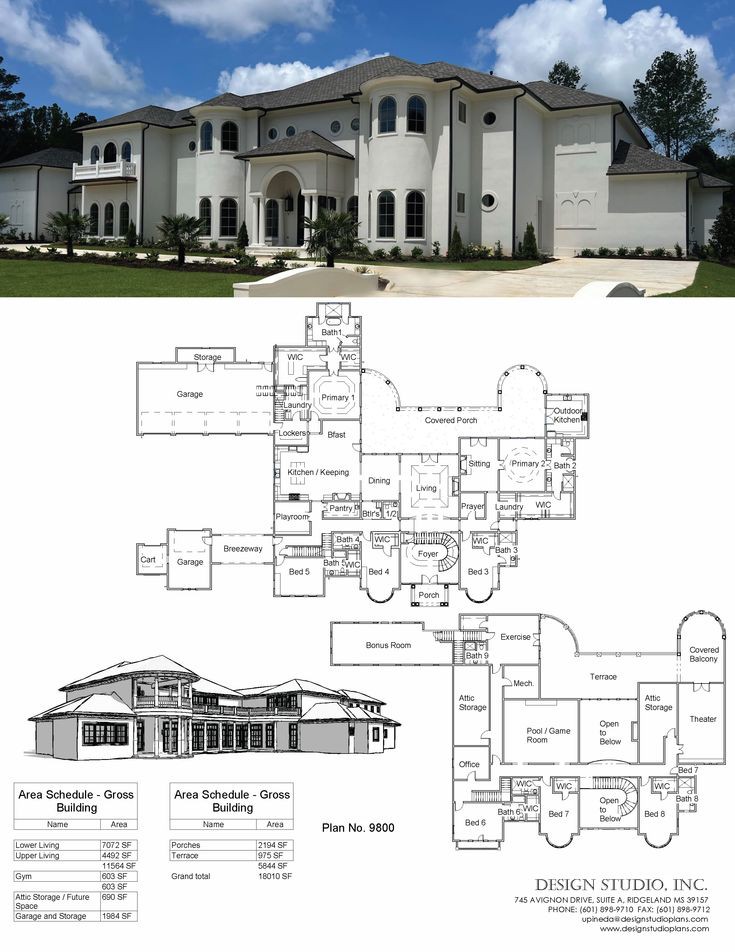 Bath1
WIC
WIC
Storage
Garage
Primary 1
Laundry
Lockers
Bfast
Covered Porch
Outdoor
Kitchen
Kitchen / Keeping
Dining
Living
Sitting
Primary 2
Bath 2
Pantry
Btlr's
1/2
Prayer
Laundry
WIC
Playroom
Cart
Garage
Breezeway
Bed 5
Bath 4
Bath 5
WIC
WIC
Bed 4
Foyer
Porch
WIC
Bed 3
Bath 3
Bonus Room
Exercise
Bath 9
Covered
Balcony
Terrace
Mech.
Attic
Storage
Pool / Game
Room
Open
to
Below
Attic
Storage
Theater
Office
Bed 7
WIC
WIC
Bath 6
WIC
Bed 6
Bed 7
Open
to
Below
WIC
Bed 8
Bath 8
Area Schedule - Gross
Building
Name Area
Lower Living 7072 SF
Upper Living 4492 SF
11564 SF
Gym 603 SF
603 SF
Attic Storage / Future
Space 690 SF
Garage and Storage 1984 SF
Area Schedule - Gross
Building
Name Area
Porches 2194 SF
Terrace 975 SF
5844 SF
Grand total 18010 SF
Plan No. 9800
DESIGN STUDIO, INC.
745 AVIGNON DRIVE, SUITE A, RIDGELAND MS 39157
PHONE: (601) 898-9710 FAX: (601) 898-9712
upineda@designstudioplans.com
www.designstudioplans.com